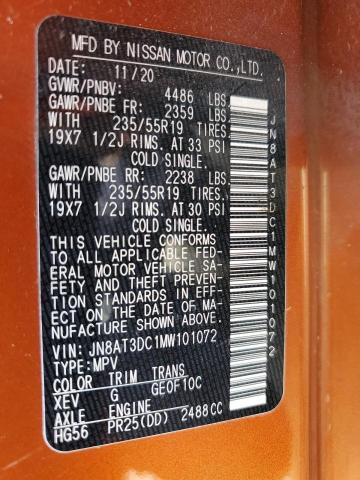 MFD BY NISSAN MOTOR CO.,LTD.
DATE: 11/20
GVWR/PNBV: 4486 LBS.
GAWR/PNBE FR: 2359 LBS.
WITH 235/55R19 TIRES.
19X7 1/2J RIMS. AT 33 PSI
COLD SINGLE.
GAWR/PNBE RR: 2238 LBS.
WITH 235/55R19 TIRES.
19X7 1/2J RIMS. AT 30 PSI
COLD SINGLE.
THIS VEHICLE CONFORMS
TO ALL APPLICABLE FED-
ERAL MOTOR VEHICLE SA-
FETY AND THEFT PREVEN-
TION STANDARDS IN EFF-
ECT ON THE DATE OF MA-
NUFACTURE SHOWN ABOVE.
VIN: JN8AT3DC1MW101072
TYPE:MPV
COLOR TRIM TRANS
XEV G GE0F10C
AXLE ENGINE
HG56 PR25(DD) 2488CC
JN8AT3DC1MW101072